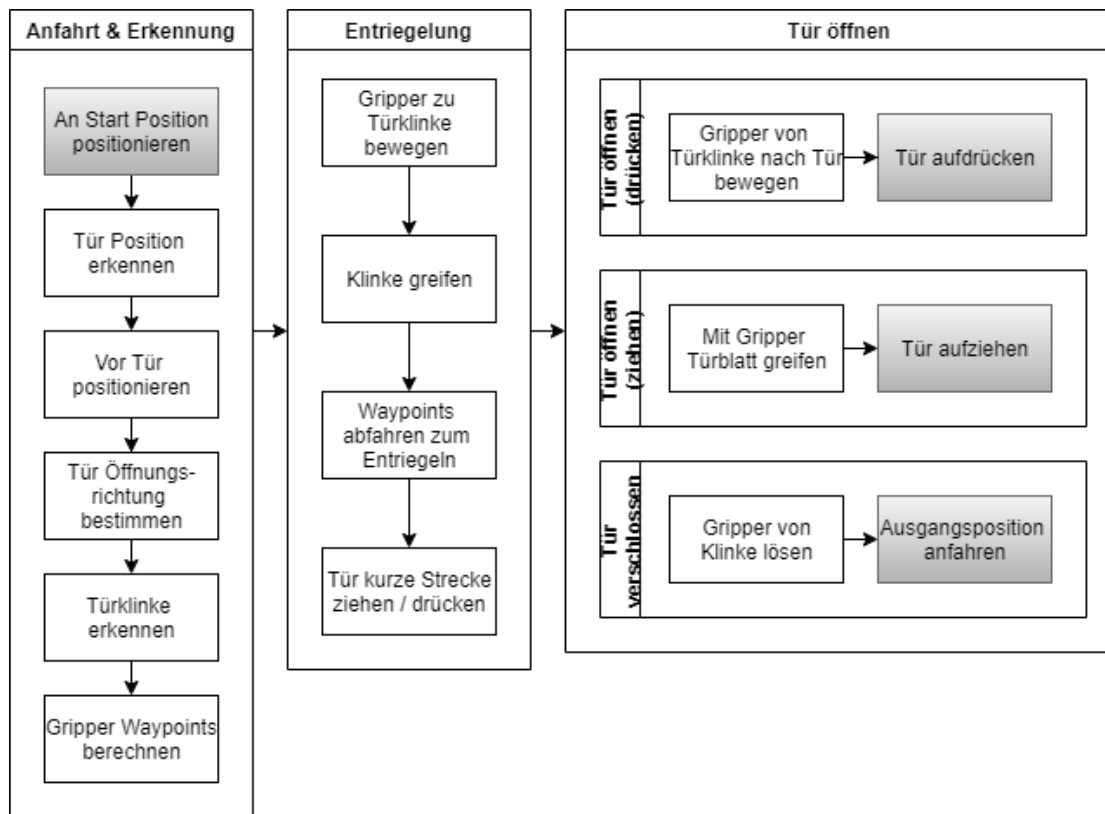 Anfahrt & Erkennung
An Start Position
positionieren
Tür Position
erkennen
Vor Tür
positionieren
Tür Öffnungs-
richtung
bestimmen
Türklinke
erkennen
Gripper Waypoints
berechnen
Entriegelung
Gripper zu
Türklinke
bewegen
Klinke greifen
Waypoints
abfahren zum
Entriegeln
Tür kurze Strecke
ziehen / drücken
Tür öffnen
Tür öffnen
(drücken)
Gripper von
Türklinke nach Tür
bewegen
Tür aufdrücken
Tür öffnen
(ziehen)
Mit Gripper
Türblatt greifen
Tür aufziehen
Tür
verschlossen
Gripper von
Klinke lösen
Ausgangsposition
anfahren